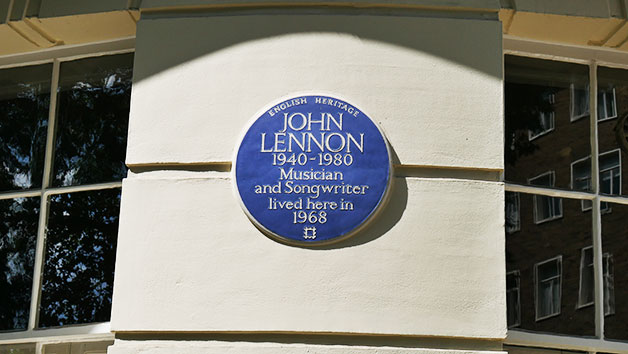 ENGLISH HERITAGE
JOHN
LENNON
1940-1980
Musician
and Songwriter
lived here in
1968